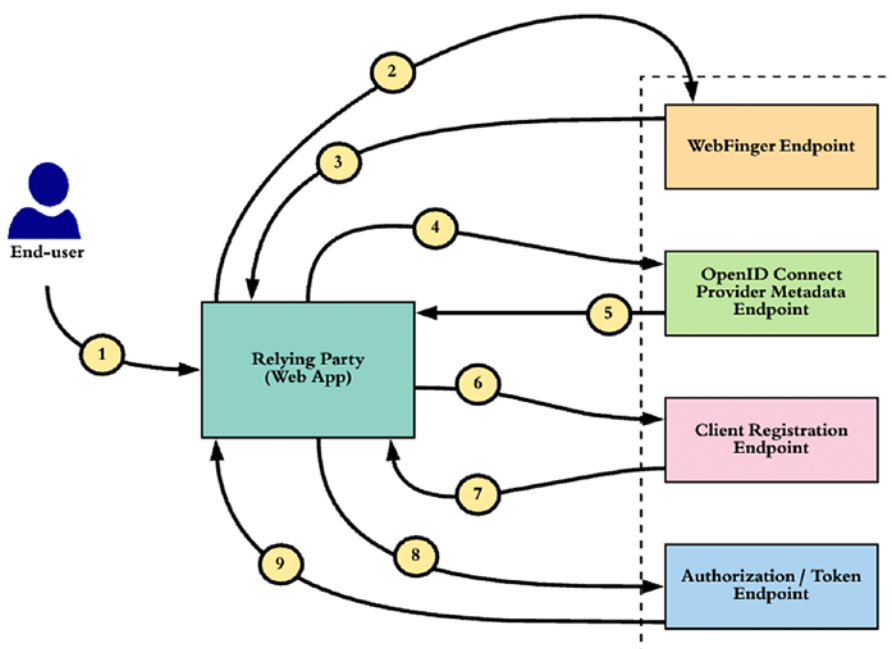 2
WebFinger Endpoint
3
4
End-user
OpenID Connect
Provider Metadata
Endpoint
5
1
Relying Party
(Web App)
6
Client Registration
Endpoint
7
8
9
Authorization / Token
Endpoint